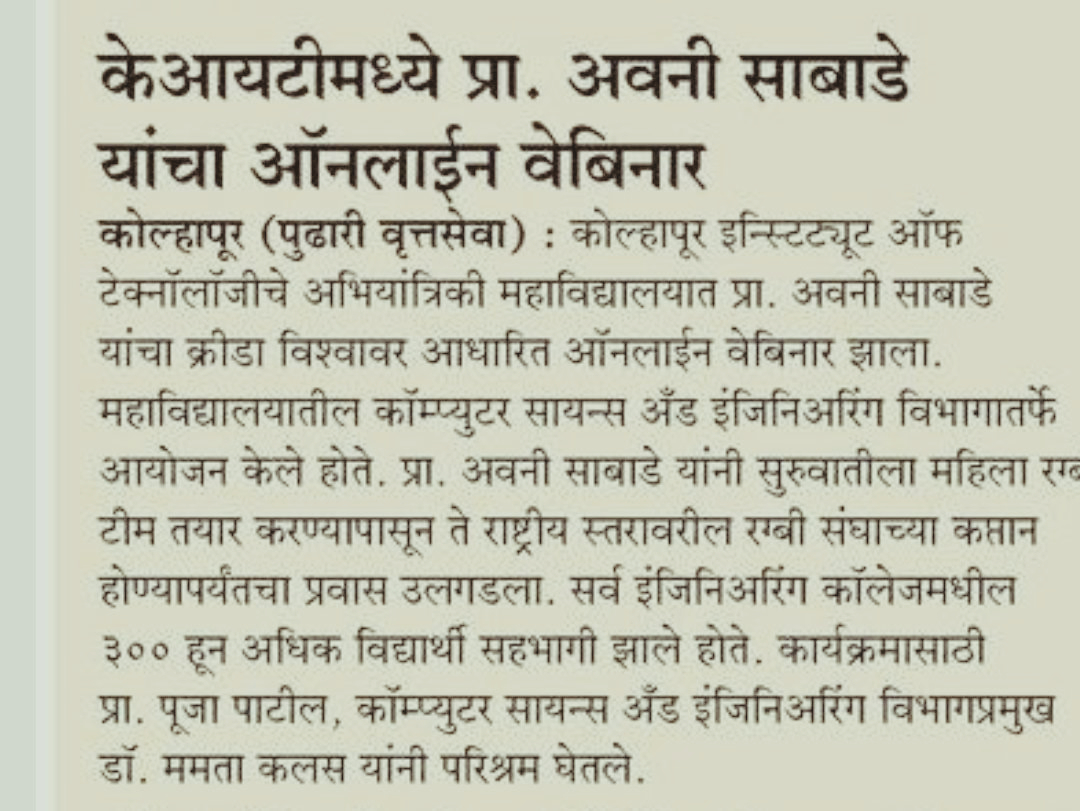 केआयटीमध्ये प्रा. अवनी साबाडे
यांचा ऑनलाईन वेबिनार
कोल्हापूर (पुढारी वृत्तसेवा) : कोल्हापूर इन्स्टिट्यूट ऑफ
टेक्नॉलॉजीचे अभियांत्रिकी महाविद्यालयात प्रा. अवनी साबाडे
यांचा क्रीडा विश्वावर आधारित ऑनलाईन वेबिनार झाला.
महाविद्यालयातील कॉम्प्युटर सायन्स अँड इंजिनिअरिंग विभागातर्फे
आयोजन केले होते. प्रा. अवनी साबाडे यांनी सुरुवातीला महिला
टीम तयार करण्यापासून ते राष्ट्रीय स्तरावरील रग्बी संघाच्या कप्तान
होण्यापर्यंतचा प्रवास उलगडला. सर्व इंजिनिअरिंग कॉलेजमधील
३०० हून अधिक विद्यार्थी सहभागी झाले होते. कार्यक्रमासाठी
प्रा. पूजा पाटील, कॉम्प्युटर सायन्स अँड इंजिनिअरिंग विभागप्रमुख
डॉ. ममता कलस यांनी परिश्रम घेतले.